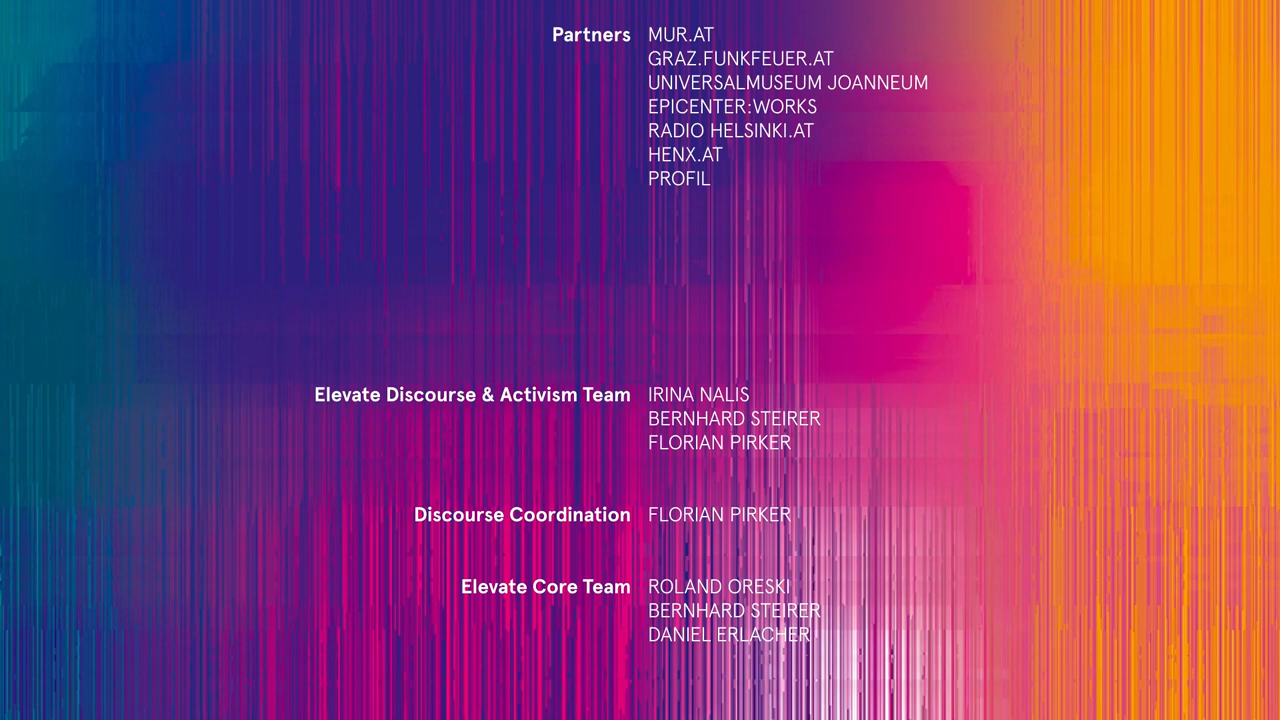 Partners MUR.AT
GRAZ.FUNKFEUER.AT
UNIVERSALMUSEUM JOANNEUM
EPICENTER:WORKS
RADIO HELSINKI.AT
HENX.AT
PROFIL
Elevate Discourse & Activism Team IRINA NALIS
BERNHARD STEIRER
FLORIAN PIRKER
Discourse Coordination FLORIAN PIRKER
Elevate Core Team ROLAND ORESKI
BERNHARD STEIRER
DANIEL ERLACHER